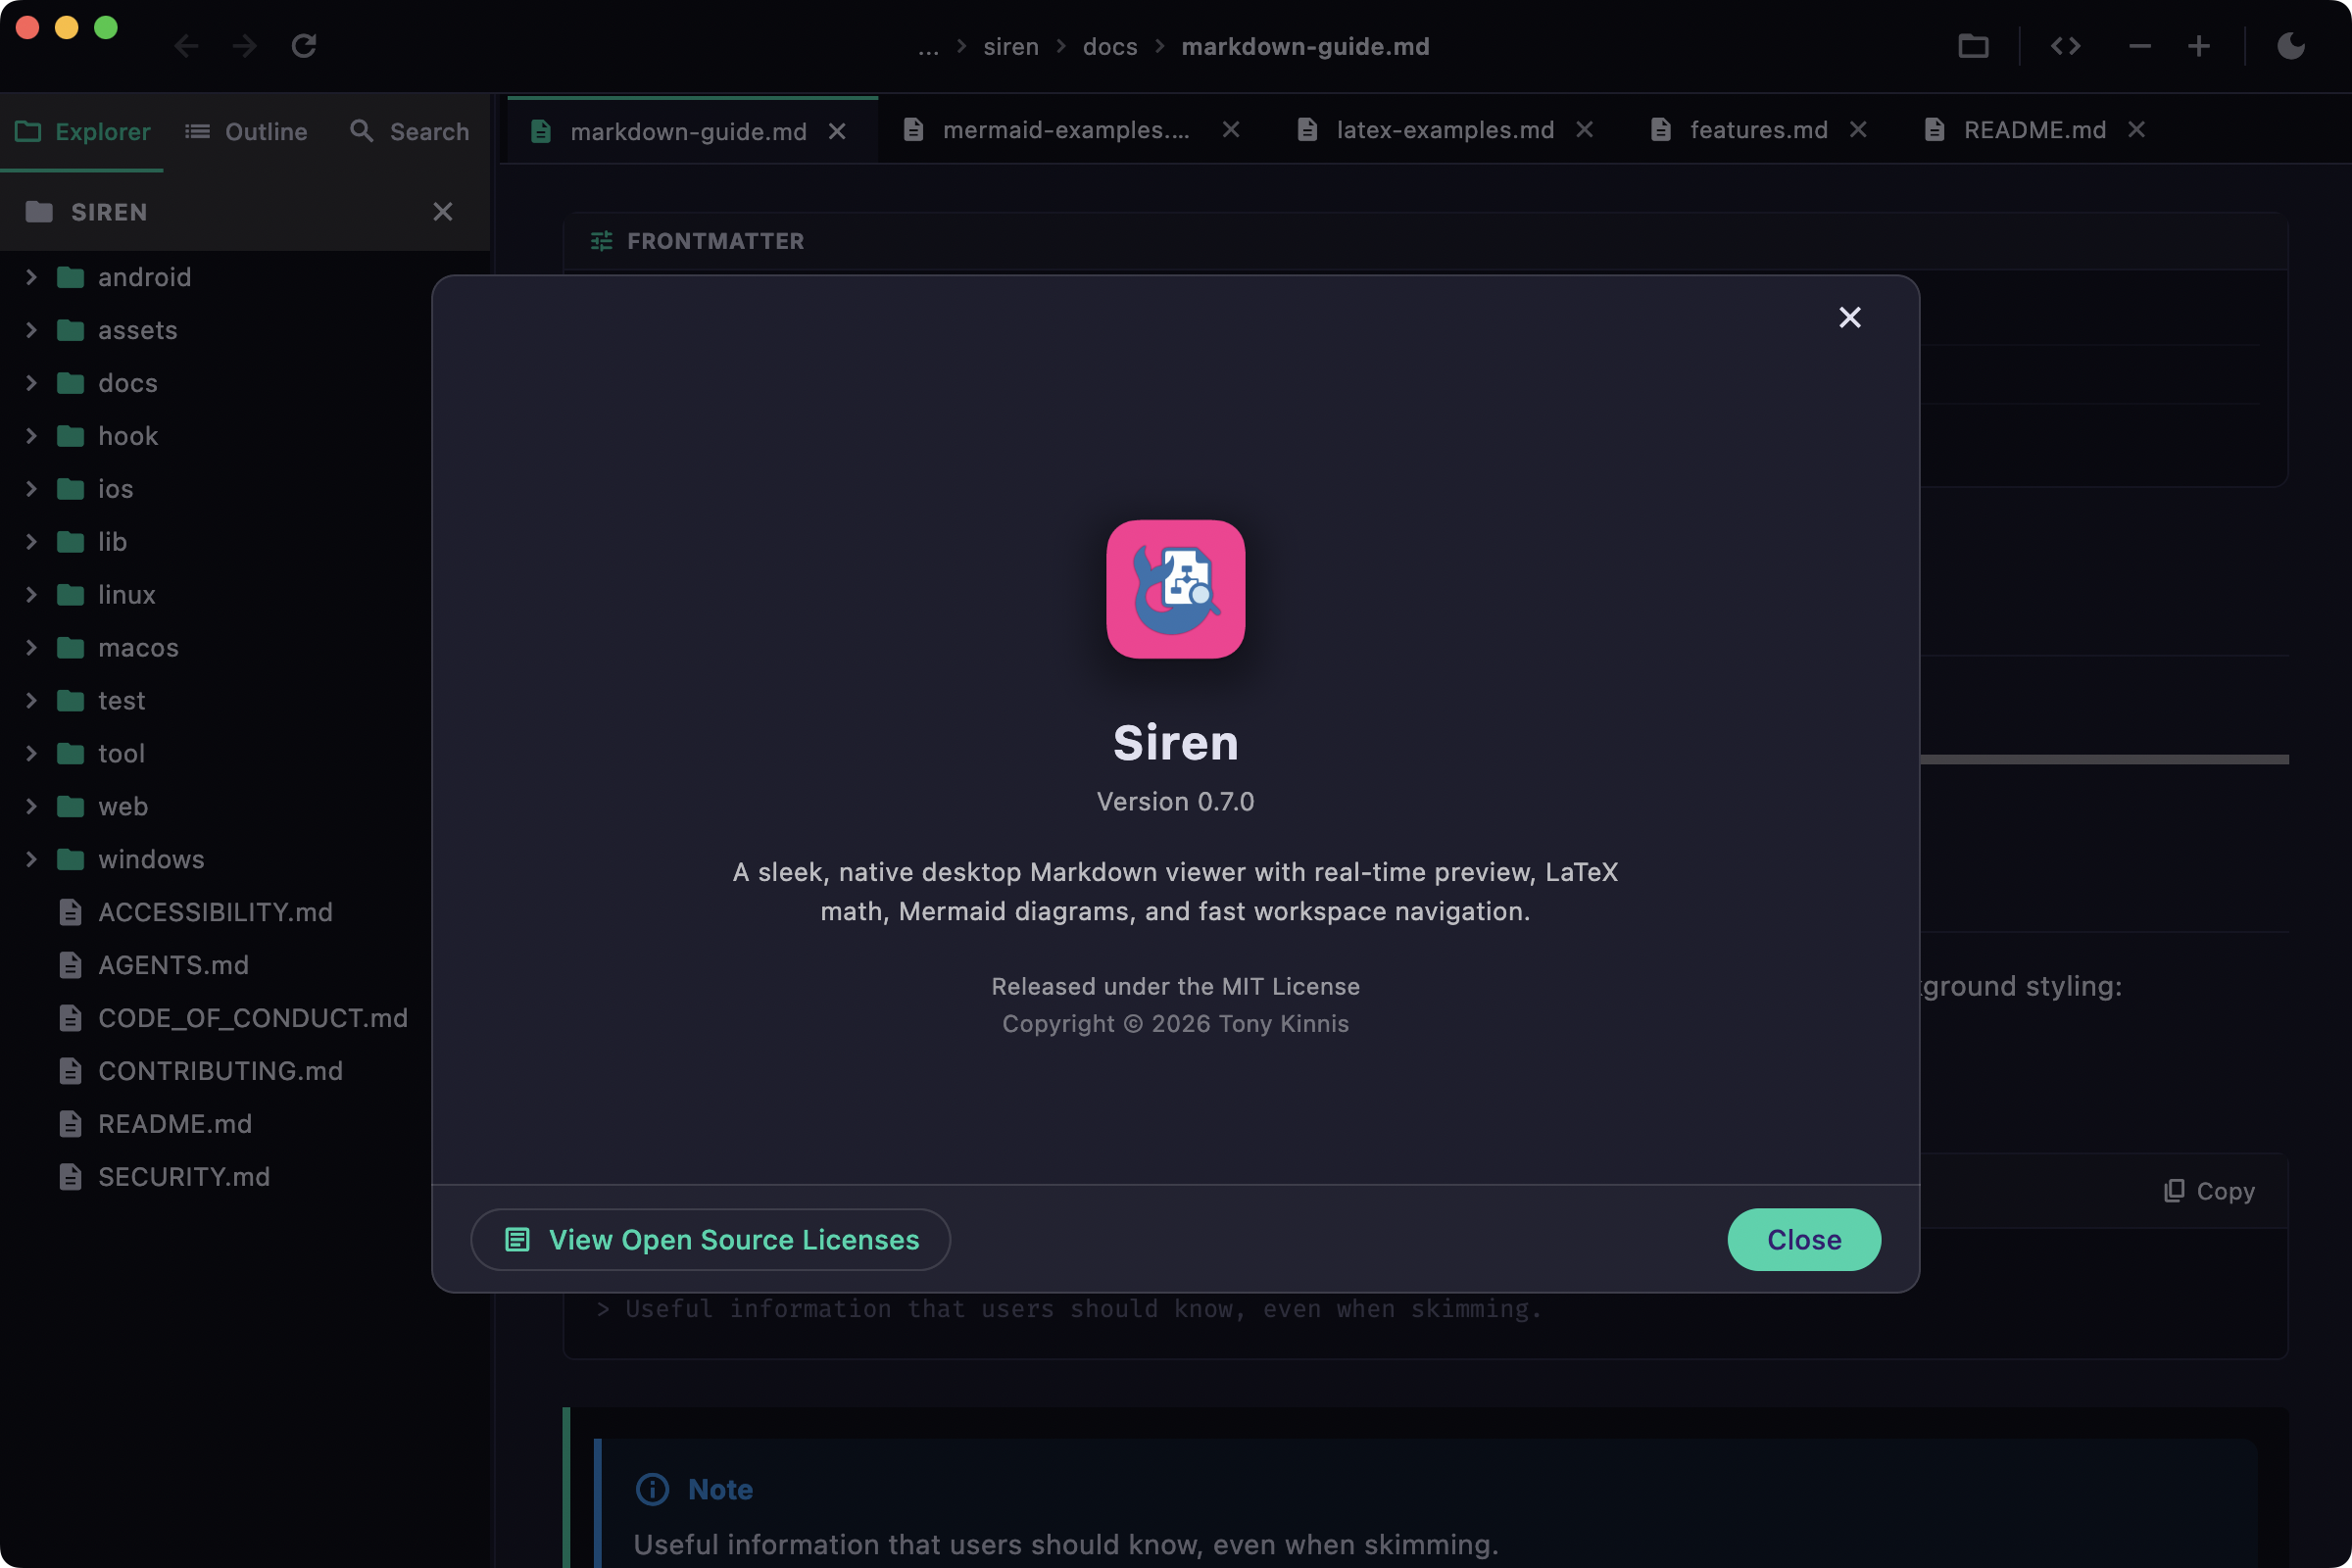 ... > siren > docs > markdown-guide.md
Explorer Outline Search
markdown-guide.md mermaid-examples.... latex-examples.md features.md README.md
SIREN
FRONTMATTER
android
assets
docs
hook
ios
lib
linux
macos
test
tool
web
windows
ACCESSIBILITY.md
AGENTS.md
CODE_OF_CONDUCT.md
CONTRIBUTING.md
README.md
SECURITY.md
Siren
Version 0.7.0
A sleek, native desktop Markdown viewer with real-time preview, LaTeX
math, Mermaid diagrams, and fast workspace navigation.
Released under the MIT License
Copyright © 2026 Tony Kinnis
View Open Source Licenses
Close
ground styling:
Copy
> Useful information that users should know, even when skimming.
Note
Useful information that users should know, even when skimming.